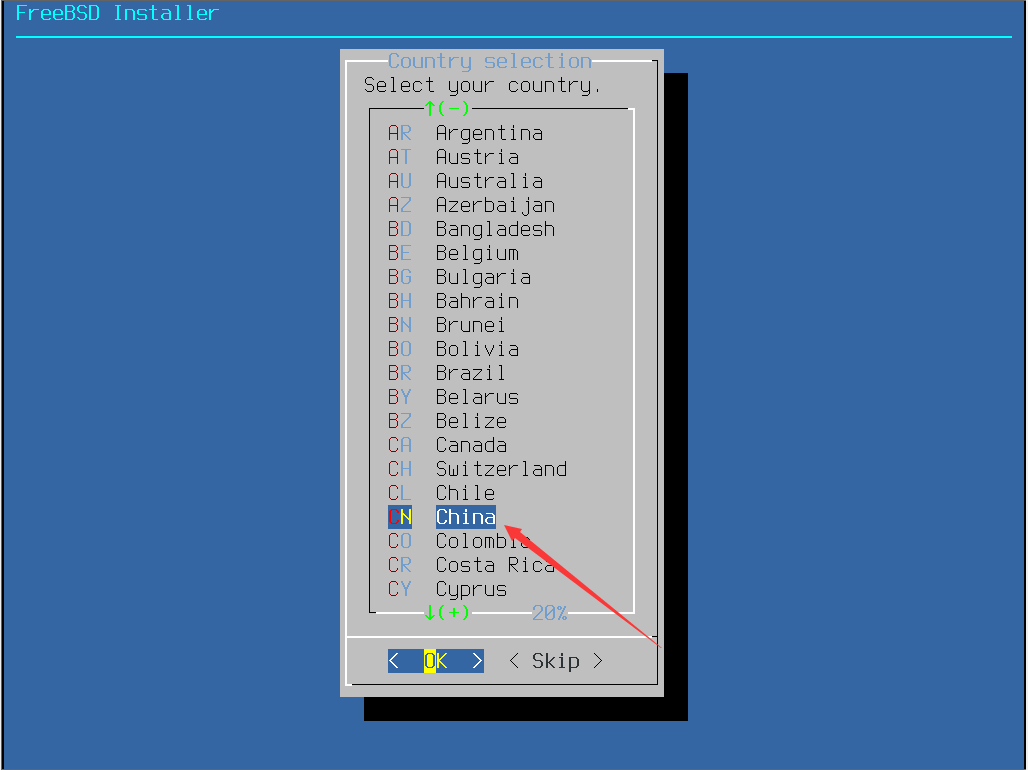 FreeBSD Installer
Country selection
Select your country.
↑(-)
AR Argentina
AT Austria
AU Australia
AZ Azerbaijan
BD Bangladesh
BE Belgium
BG Bulgaria
BH Bahrain
BN Brunei
BO Bolivia
BR Brazil
BY Belarus
BZ Belize
CA Canada
CH Switzerland
CL Chile
CN China
CO Colombia
CR Costa Rica
CY Cyprus
↓(+) 20%
< OK > < Skip >